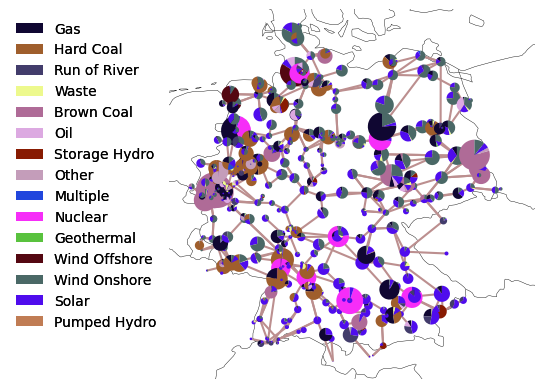 Gas
Hard Coal
Run of River
Waste
Brown Coal
Oil
Storage Hydro
Other
Multiple
Nuclear
Geothermal
Wind Offshore
Wind Onshore
Solar
Pumped Hydro